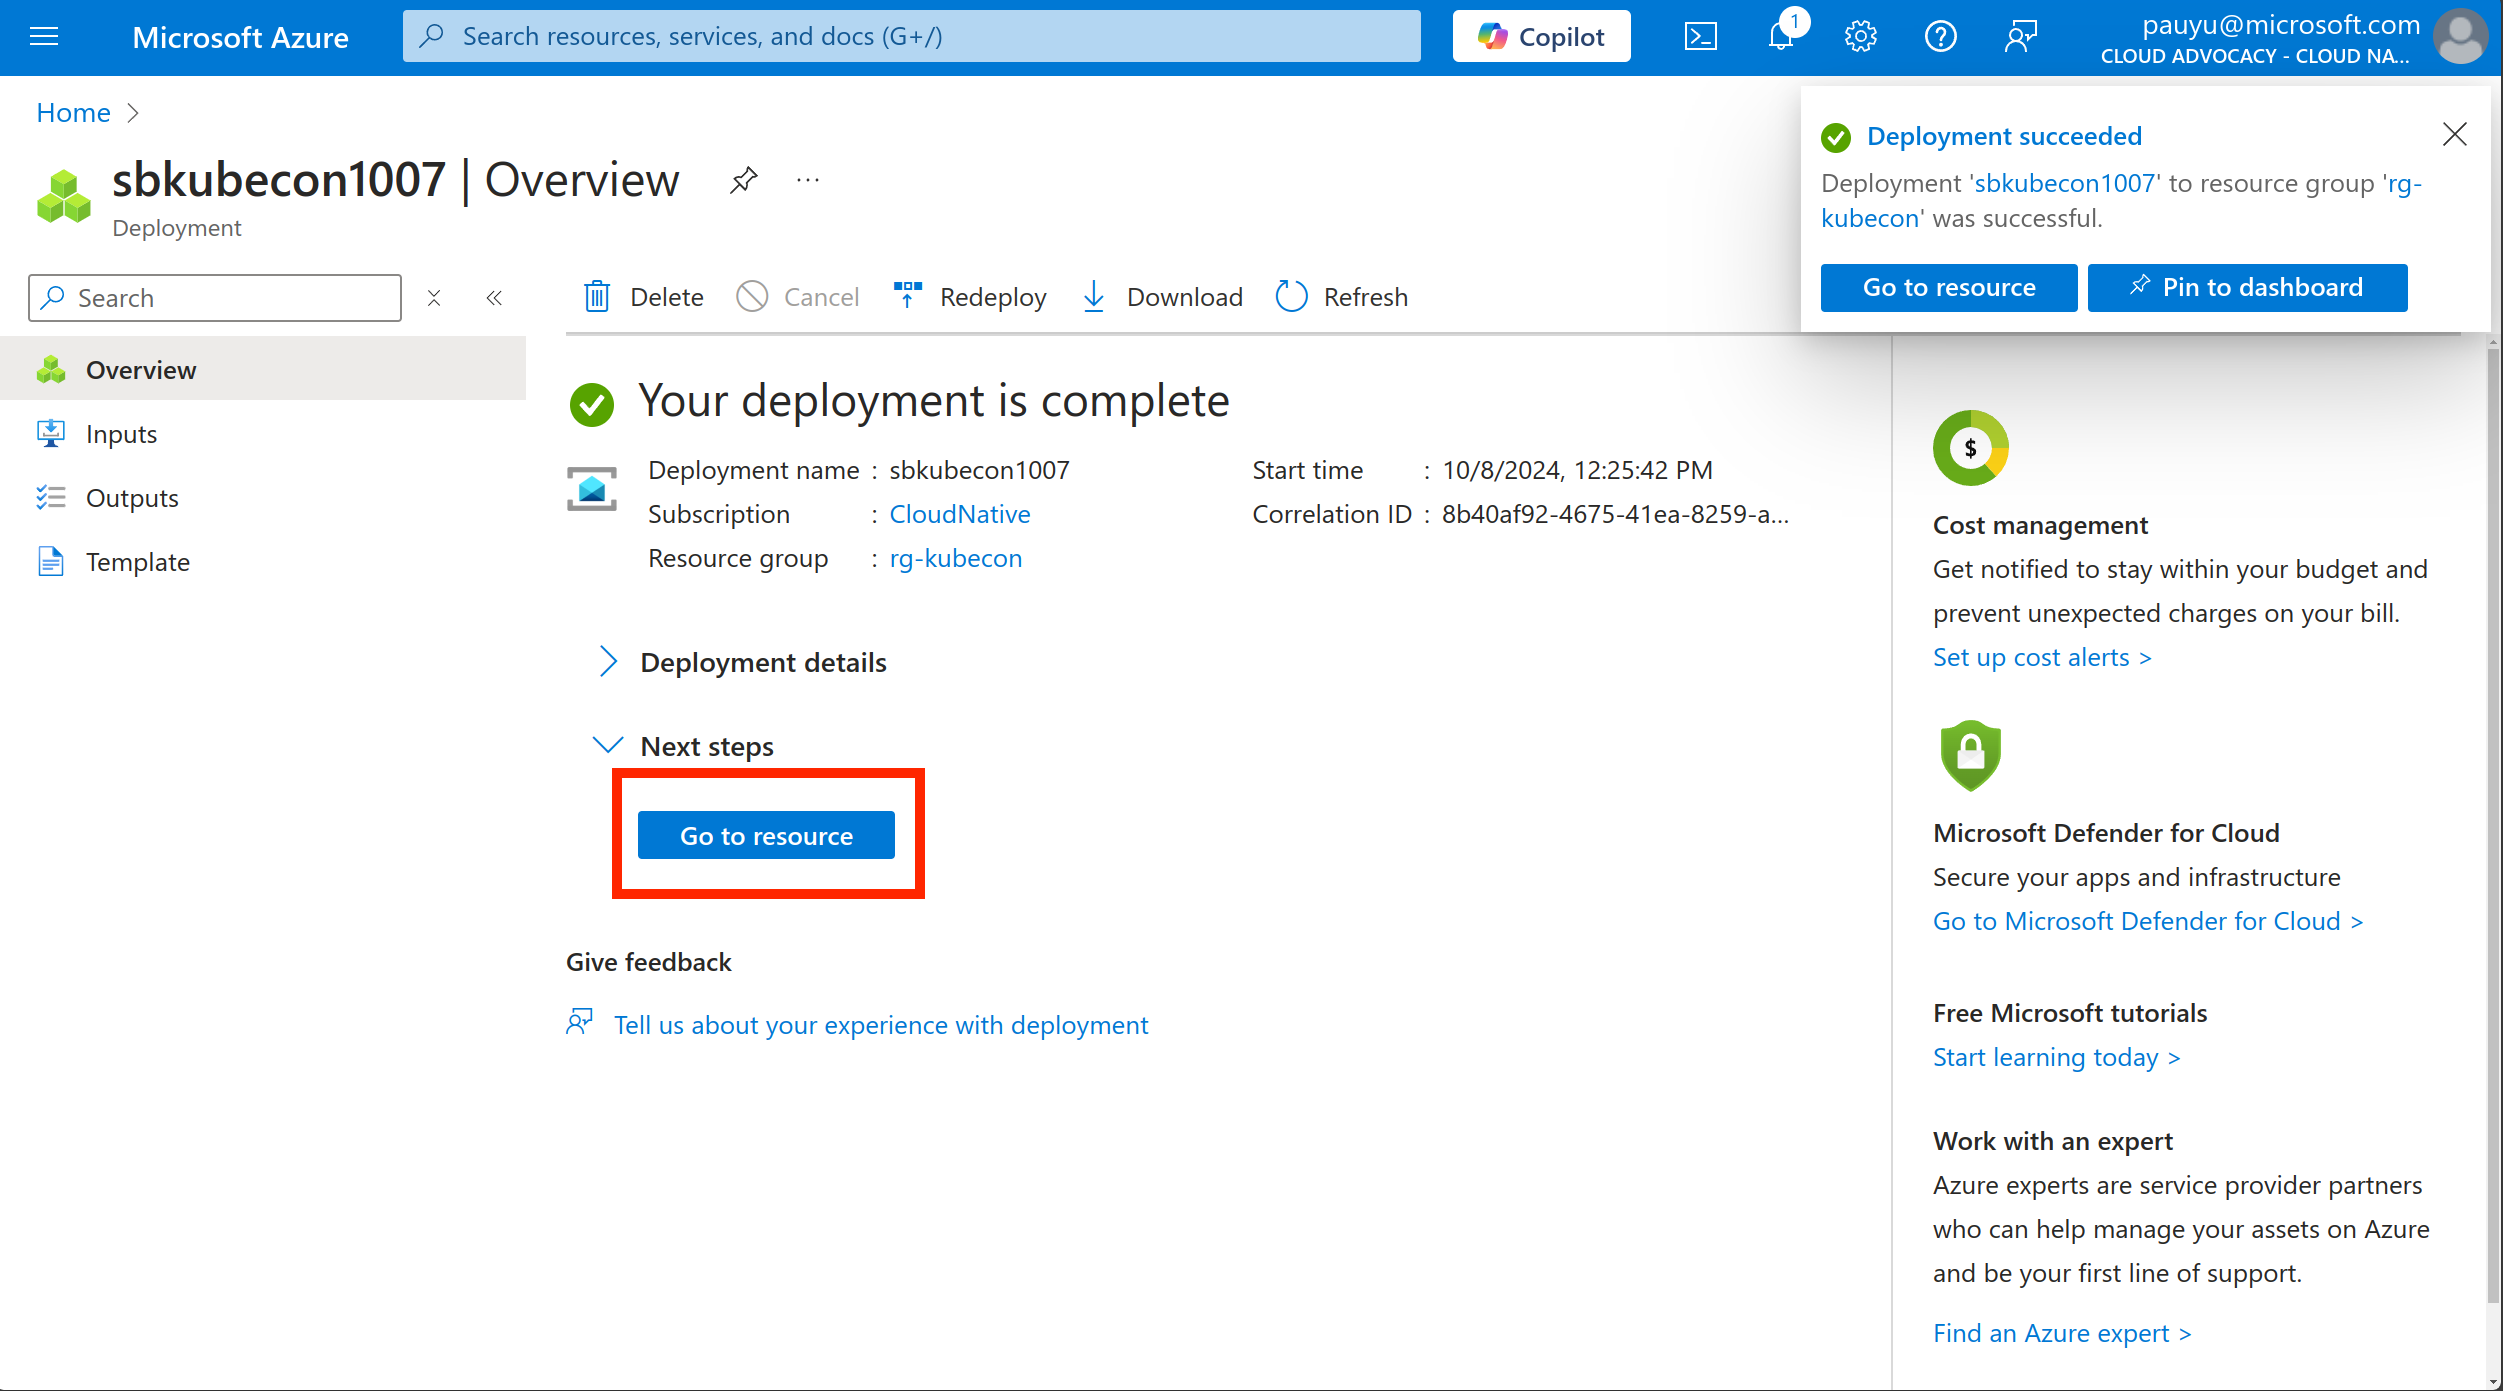 Microsoft Azure
Search resources, services, and docs (G+/)
Copilot
1
pauyu@microsoft.com
CLOUD ADVOCACY - CLOUD NA...
Home
sbkubecon1007 | Overview
...
Deployment
Deployment succeeded
Deployment 'sbkubecon1007' to resource group 'rg-
kubecon' was successful.
Go to resource
Pin to dashboard
Search
Delete
Cancel
Redeploy
Download
Refresh
Overview
Inputs
Outputs
Template
Your deployment is complete
Deployment name : sbkubecon1007
Subscription : CloudNative
Resource group : rg-kubecon
Start time : 10/8/2024, 12:25:42 PM
Correlation ID : 8b40af92-4675-41ea-8259-a...
Deployment details
Next steps
Go to resource
Give feedback
Tell us about your experience with deployment
$
Cost management
Get notified to stay within your budget and
prevent unexpected charges on your bill.
Set up cost alerts >
Microsoft Defender for Cloud
Secure your apps and infrastructure
Go to Microsoft Defender for Cloud >
Free Microsoft tutorials
Start learning today >
Work with an expert
Azure experts are service provider partners
who can help manage your assets on Azure
and be your first line of support.
Find an Azure expert >